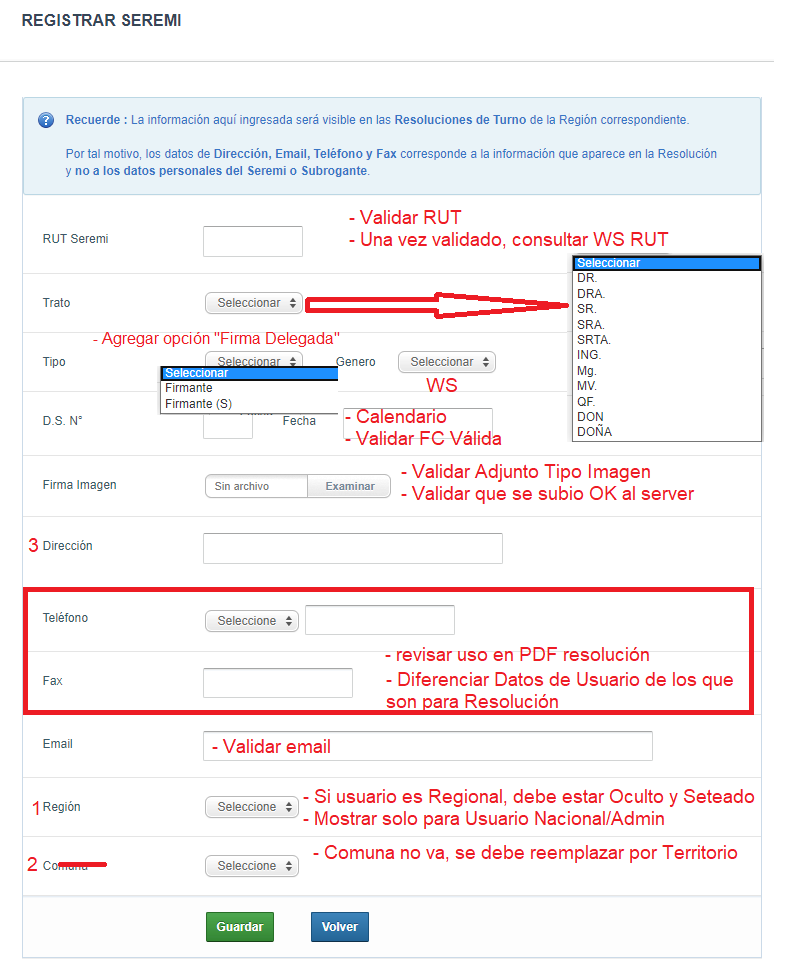 REGISTRAR SEREMI
Recuerde : La información aquí ingresada será visible en las Resoluciones de Turno de la Región correspondiente.
Por tal motivo, los datos de Dirección, Email, Teléfono y Fax corresponde a la información que aparece en la Resolución
y no a los datos personales del Seremi o Subrogante.
- Validar RUT
RUT Seremi
- Una vez validado, consultar WS RUT
Trato Seleccionar
Seleccionar
DR.
DRA.
SR.
SRA.
SRTA.
ING.
Mg.
MV.
QF.
DON
DOÑA
- Agregar opción "Firma Delegada"
Tipo Seleccionar Genero Seleccionar
Seleccionar
Firmante
Firmante (S)
WS
D.S. N° Fecha - Calendario
- Validar FC Válida
Firma Imagen Sin archivo Examinar
- Validar Adjunto Tipo Imagen
- Validar que se subio OK al server
3 Dirección
Teléfono Seleccione
- revisar uso en PDF resolución
Fax
- Diferenciar Datos de Usuario de los que
son para Resolución
Email - Validar email
1 Región Seleccione
- Si usuario es Regional, debe estar Oculto y Seteado
- Mostrar solo para Usuario Nacional/Admin
2 Comuna Seleccione
- Comuna no va, se debe reemplazar por Territorio
Guardar Volver